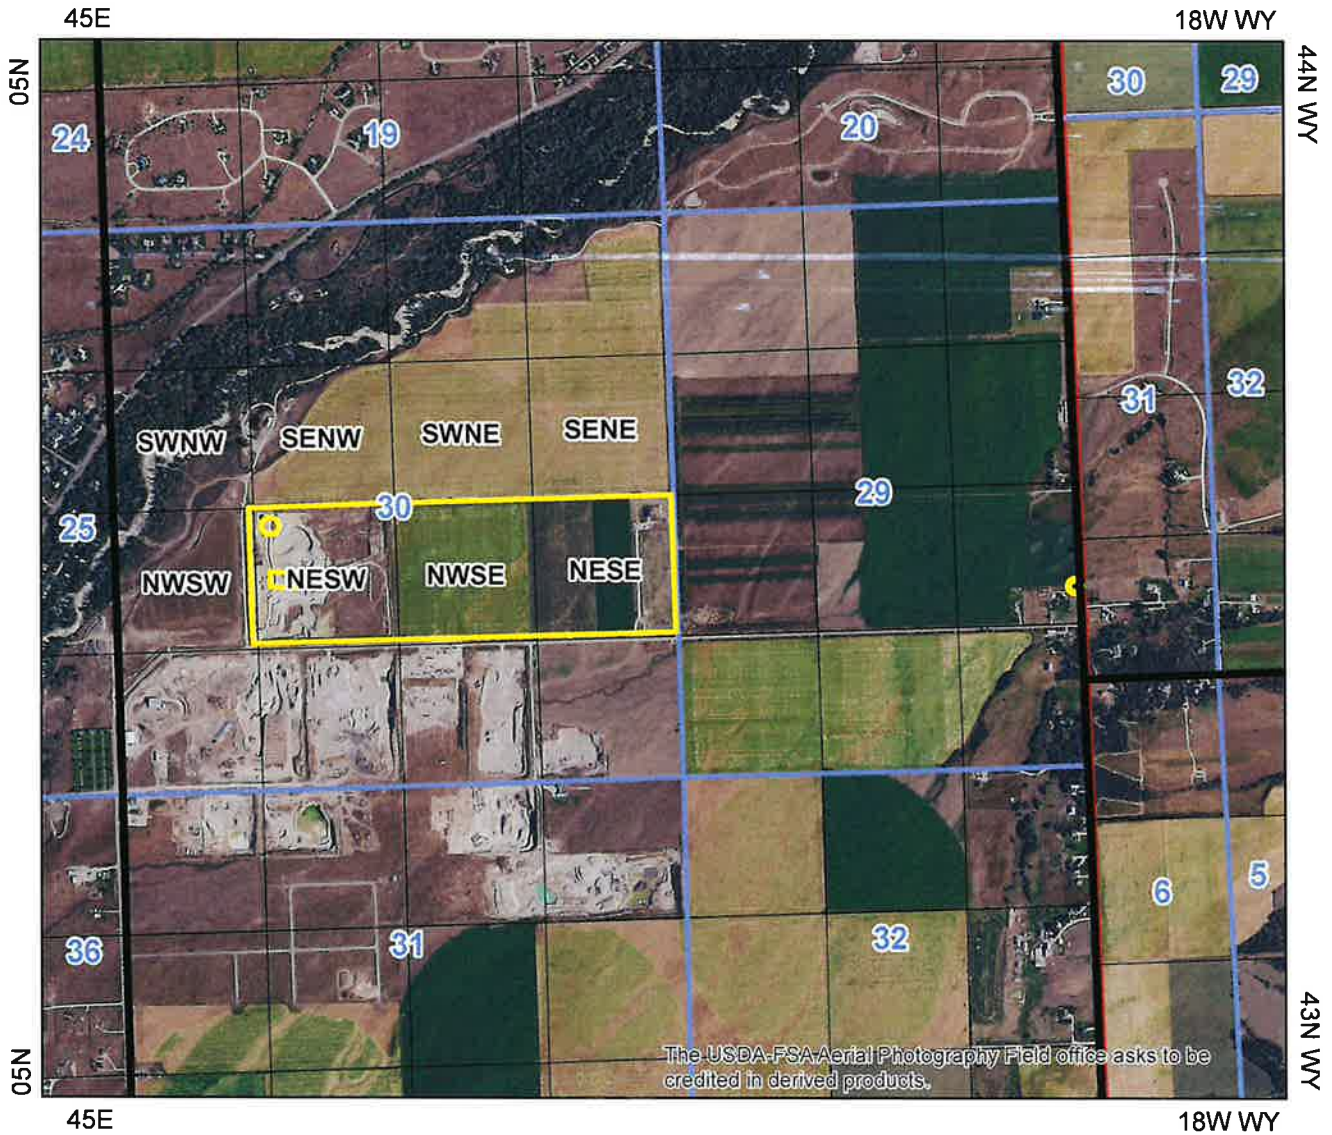 45E
18W WY
05N
44N WY
30
29
24
19
20
31
32
SWNW
SENW
SWNE
SENE
25
30
29
NWSW
NESW
NWSE
NESE
36
31
32
6
5
The USDA-FSA Aerial Photography Field office asks to be
credited in derived products.
05N
43N WY
45E
18W WY